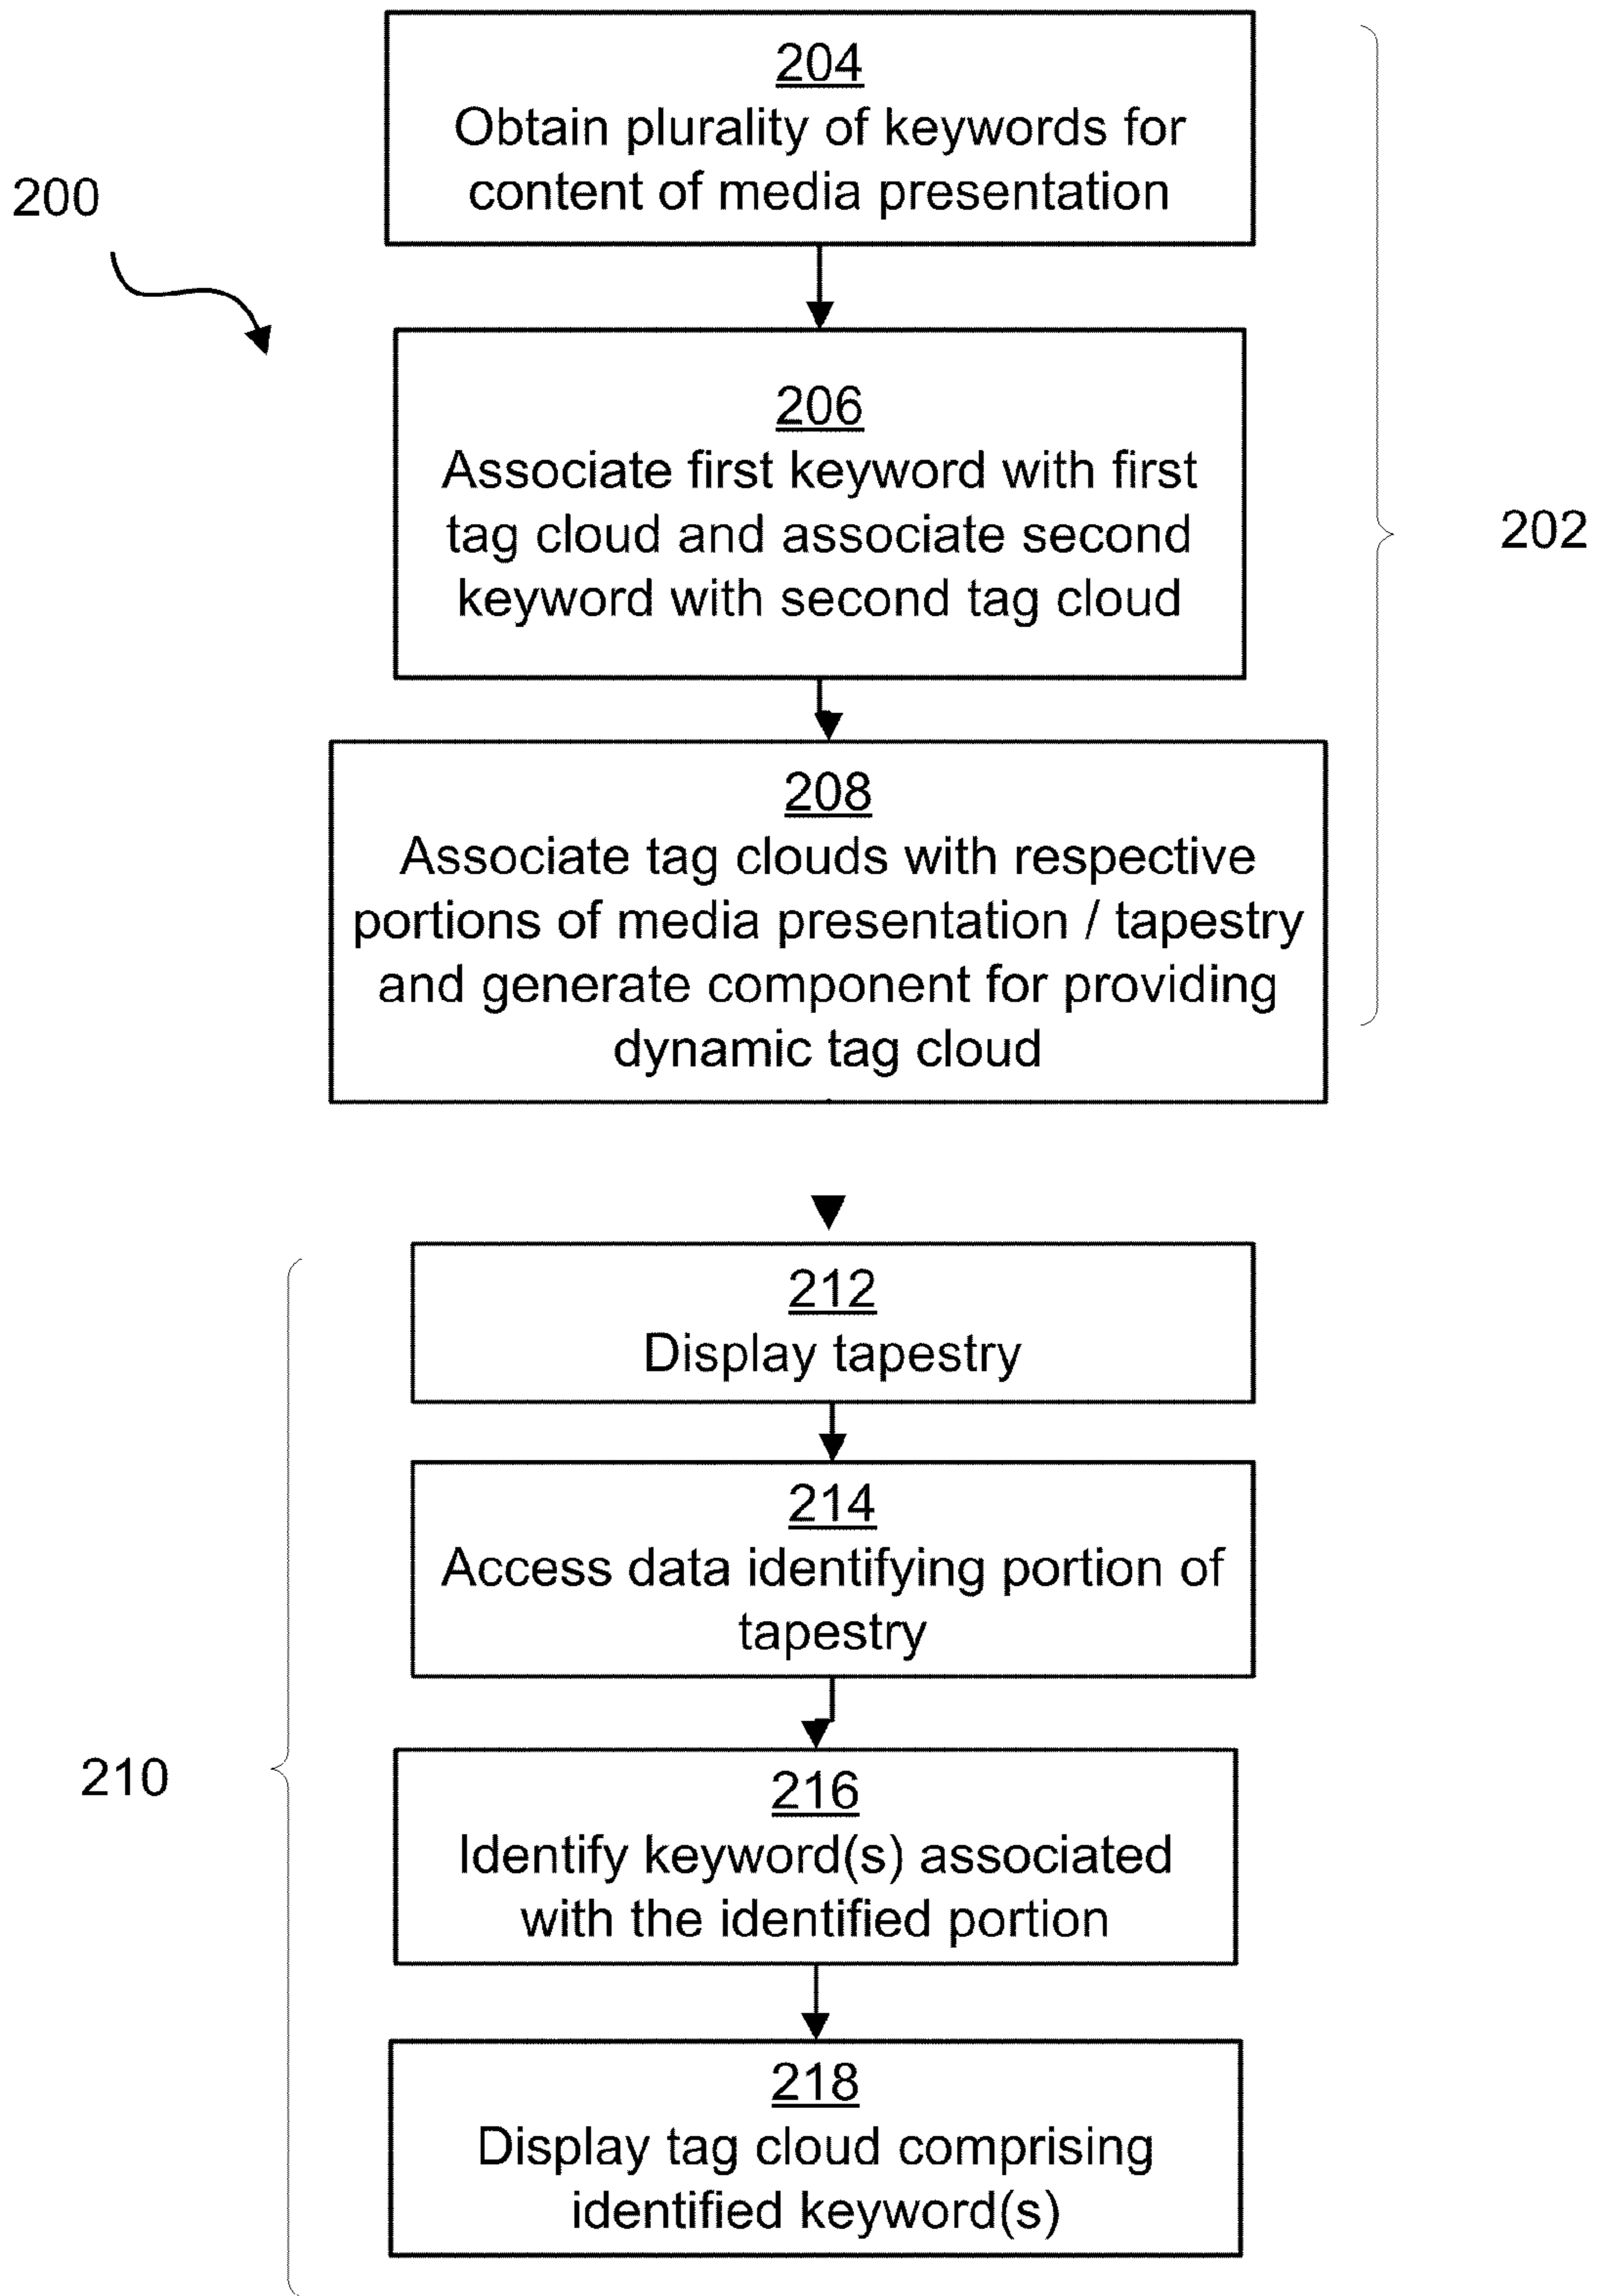 204
Obtain plurality of keywords for
content of media presentation
200
206
Associate first keyword with first
tag cloud and associate second
keyword with second tag cloud
202
208
Associate tag clouds with respective
portions of media presentation / tapestry
and generate component for providing
dynamic tag cloud
212
Display tapestry
214
Access data identifying portion of
tapestry
210
216
Identify keyword(s) associated
with the identified portion
218
Display tag cloud comprising
identified keyword(s)